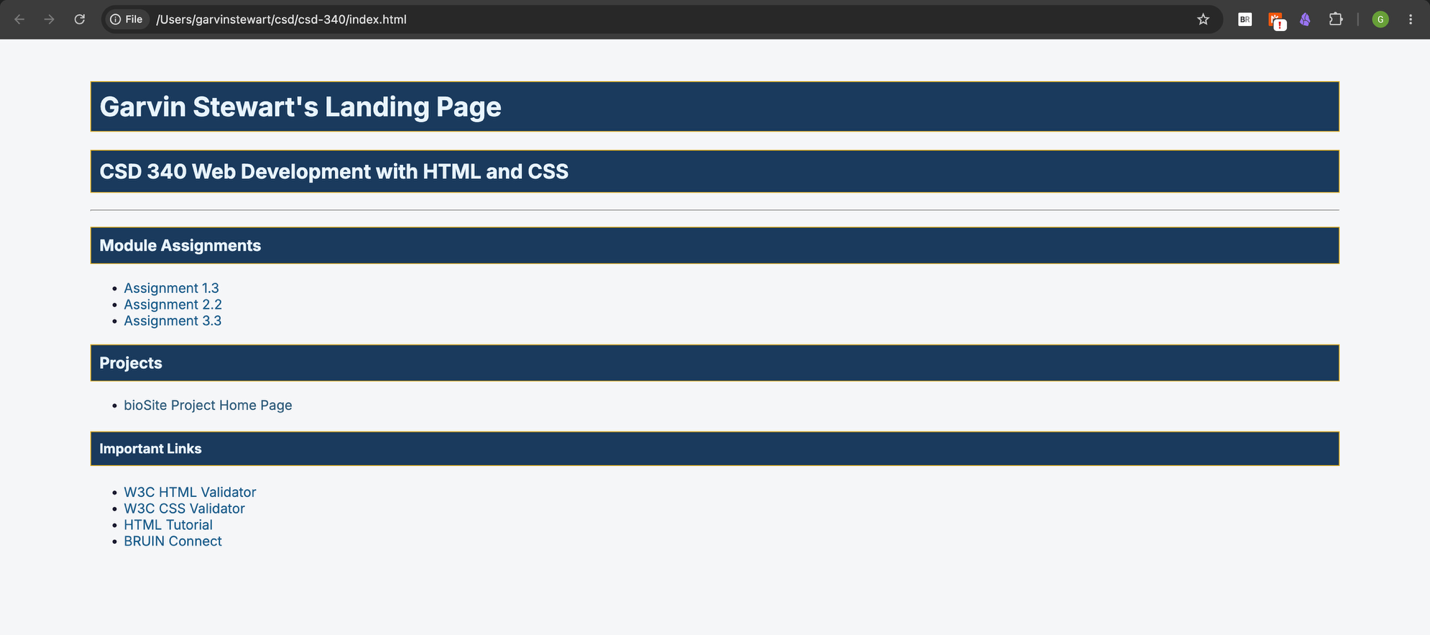 File /Users/garvinstewart/csd/csd-340/index.html BR ! G
Garvin Stewart's Landing Page
CSD 340 Web Development with HTML and CSS
Module Assignments
Assignment 1.3
Assignment 2.2
Assignment 3.3
Projects
bioSite Project Home Page
Important Links
W3C HTML Validator
W3C CSS Validator
HTML Tutorial
BRUIN Connect